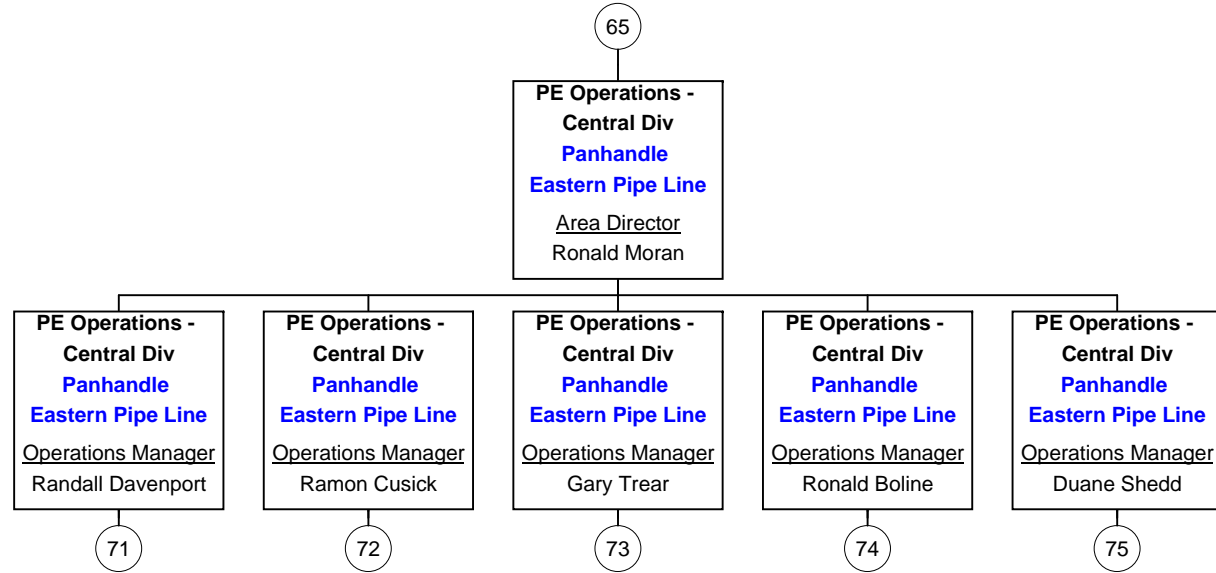 65
PE Operations -
Central Div
Panhandle
Eastern Pipe Line
Area Director
Ronald Moran
PE Operations -
Central Div
Panhandle
Eastern Pipe Line
Operations Manager
Randall Davenport
71
PE Operations -
Central Div
Panhandle
Eastern Pipe Line
Operations Manager
Ramon Cusick
72
PE Operations -
Central Div
Panhandle
Eastern Pipe Line
Operations Manager
Gary Trear
73
PE Operations -
Central Div
Panhandle
Eastern Pipe Line
Operations Manager
Ronald Boline
74
PE Operations -
Central Div
Panhandle
Eastern Pipe Line
Operations Manager
Duane Shedd
75